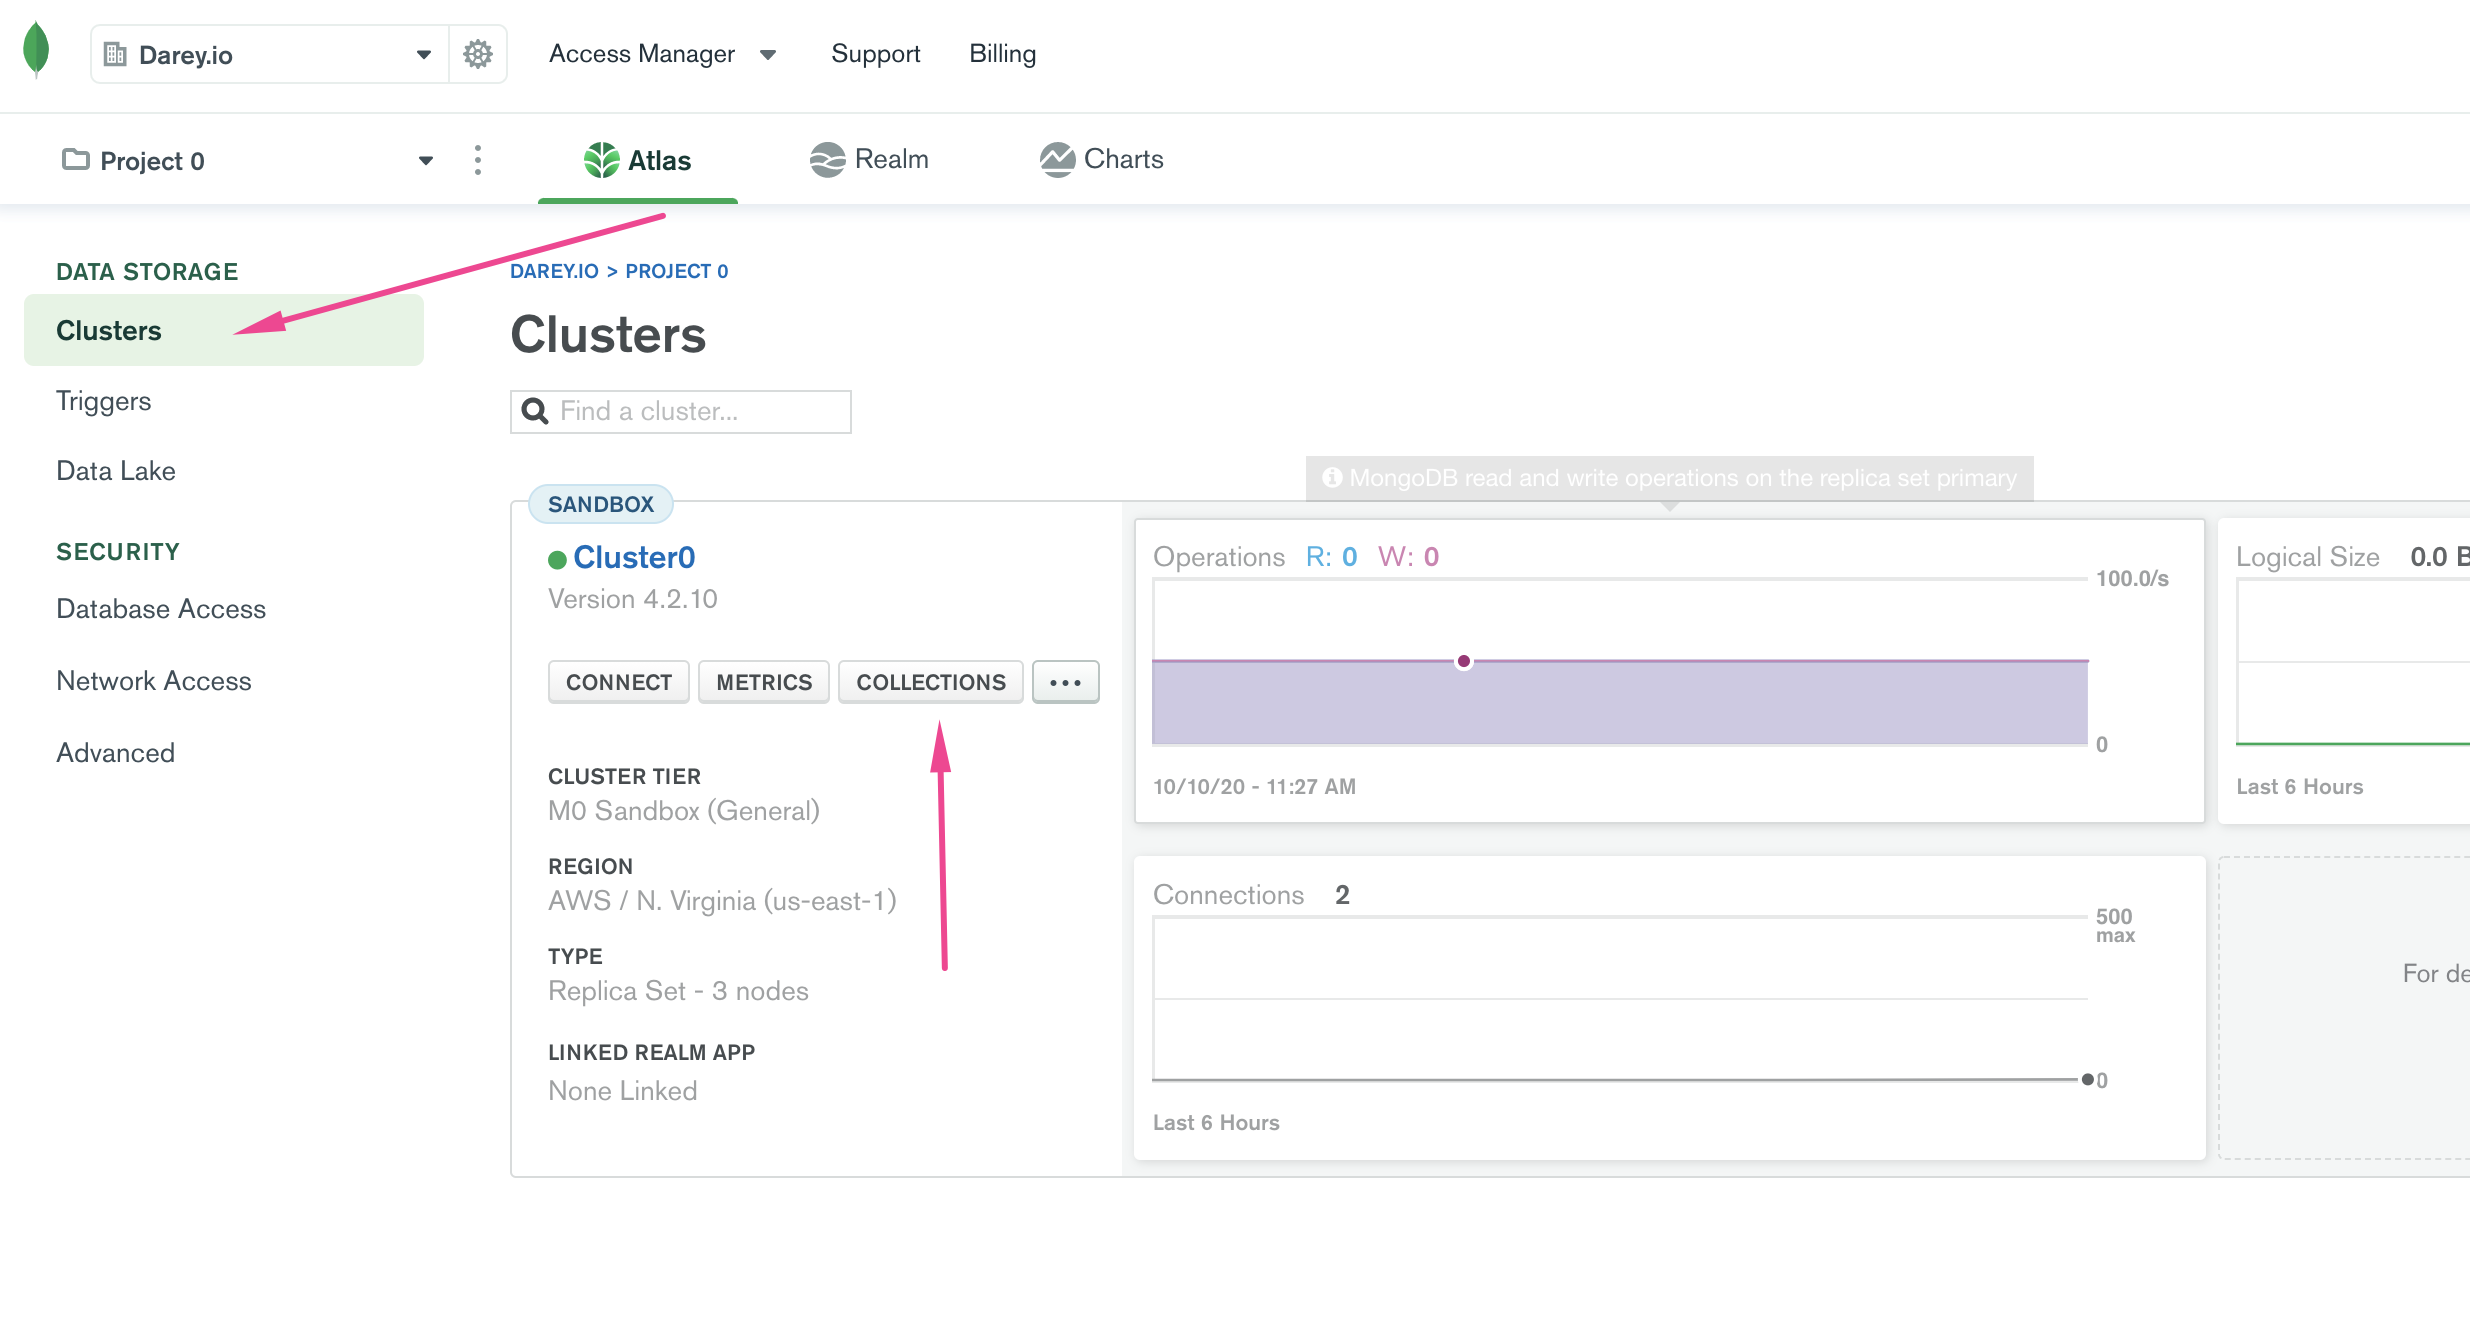 Darey.io
Access Manager
Support
Billing
Project 0
Atlas
Realm
Charts
DATA STORAGE
Clusters
Triggers
Data Lake
SECURITY
Database Access
Network Access
Advanced
DAREY.IO > PROJECT 0
Clusters
Find a cluster...
SANDBOX
Cluster0
Version 4.2.10
CONNECT
METRICS
COLLECTIONS
...
CLUSTER TIER
M0 Sandbox (General)
REGION
AWS / N. Virginia (us-east-1)
TYPE
Replica Set - 3 nodes
LINKED REALM APP
None Linked
MongoDB read and write operations on the replica set primary
Operations R: 0 W: 0
100.0/s
0
10/10/20 - 11:27 AM
Logical Size 0.0 B
Last 6 Hours
Connections 2
500
max
0
Last 6 Hours
For de